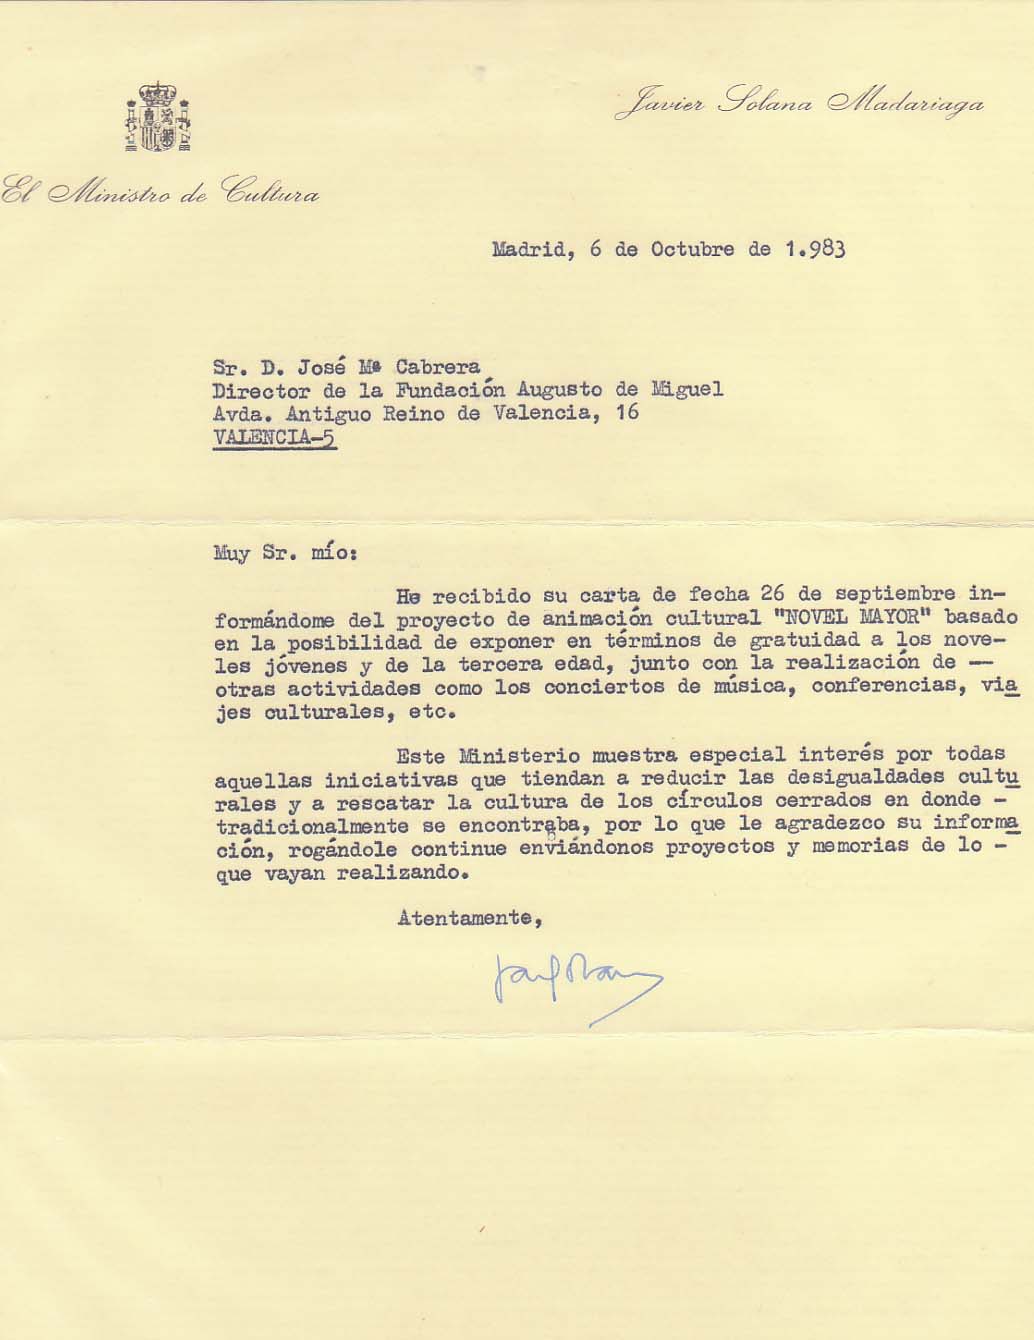 Javier Solana Madariaga
El Ministro de Cultura
Madrid, 6 de Octubre de 1.983
Sr. D. José Mª Cabrera
Director de la Fundación Augusto de Miguel
Avda. Antiguo Reino de Valencia, 16
VALENCIA-5
Muy Sr. mío:
He recibido su carta de fecha 26 de septiembre in-
formándome del proyecto de animación cultural "NOVEL MAYOR" basado
en la posibilidad de exponer en términos de gratuidad a los nove-
les jóvenes y de la tercera edad, junto con la realización de --
otras actividades como los conciertos de música, conferencias, via
jes culturales, etc.
Este Ministerio muestra especial interés por todas
aquellas iniciativas que tiendan a reducir las desigualdades cultu
rales y a rescatar la cultura de los círculos cerrados en donde -
tradicionalmente se encontraba, por lo que le agradezco su informa
ción, rogándole continue enviándonos proyectos y memorias de lo -
que vayan realizando.
Atentamente,